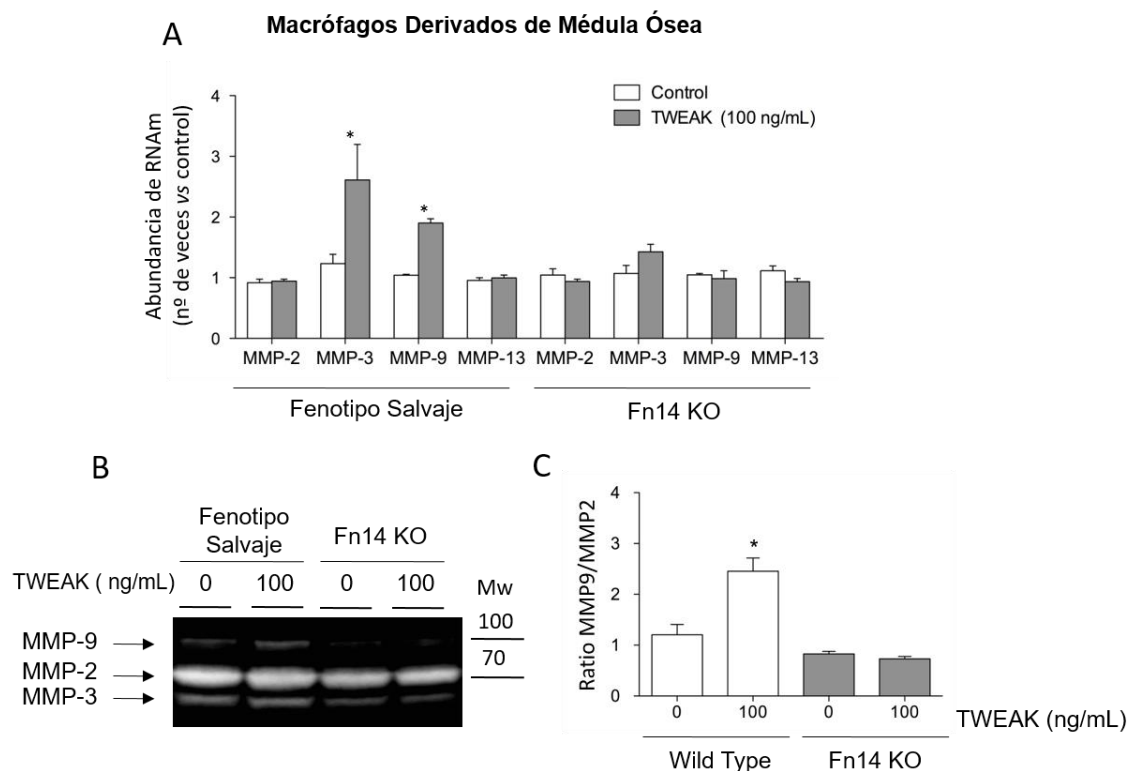 Macrófagos Derivados de Médula Ósea
A
Abundancia de RNAm
(nº de veces vs control)
4
3
2
1
0
Control
TWEAK (100 ng/mL)
*
*
MMP-2 MMP-3 MMP-9 MMP-13 MMP-2 MMP-3 MMP-9 MMP-13
Fenotipo Salvaje Fn14 KO
B
Fenotipo
Salvaje
Fn14 KO
TWEAK ( ng/mL) 0 100 0 100 Mw
100
70
MMP-9
MMP-2
MMP-3
C
Ratio MMP9/MMP2
4
3
2
1
0
*
0 100 0 100 TWEAK (ng/mL)
Wild Type Fn14 KO